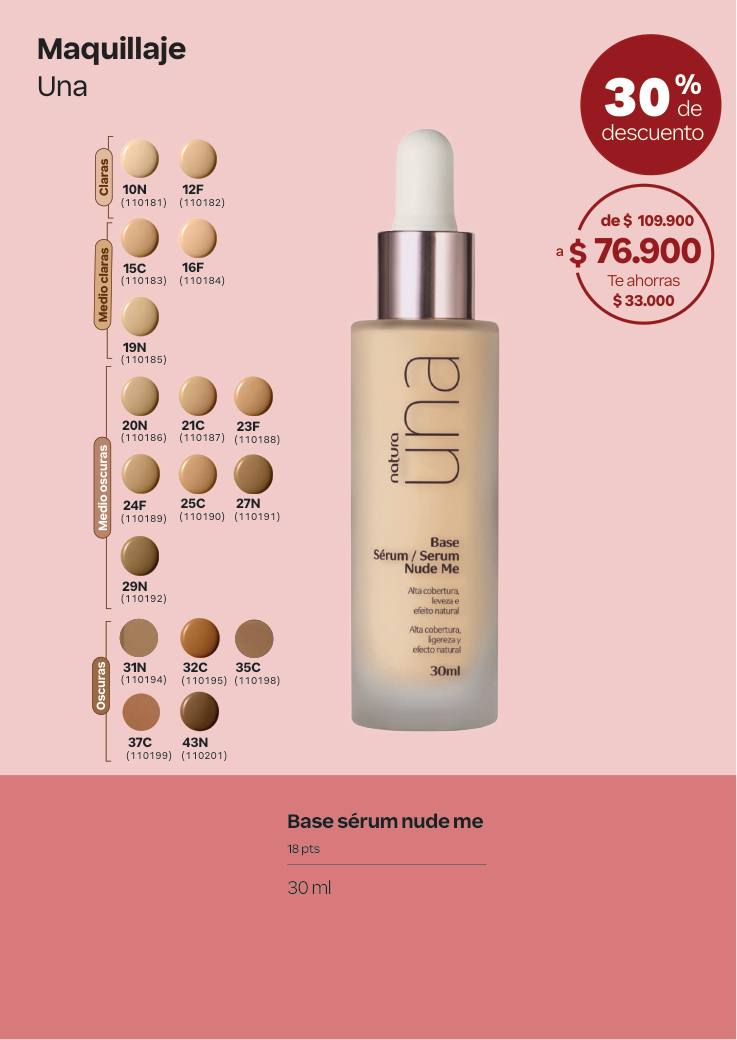 Maquillaje
Una
30%
de
descuento
de $ 109.900
a $ 76.900
Te ahorras
$ 33.000
Claras
10N
(110181)
12F
(110182)
Medio claras
15C
(110183)
16F
(110184)
19N
(110185)
Medio oscuras
20N
(110186)
21C
(110187)
23F
(110188)
24F
(110189)
25C
(110190)
27N
(110191)
29N
(110192)
Oscuras
31N
(110194)
32C
(110195)
35C
(110198)
37C
(110199)
43N
(110201)
natura
una
Base
Sérum / Serum
Nude Me
Alta cobertura,
leveza e
efeito natural
Alta cobertura,
ligereza y
efecto natural
30ml
Base sérum nude me
18 pts
30 ml